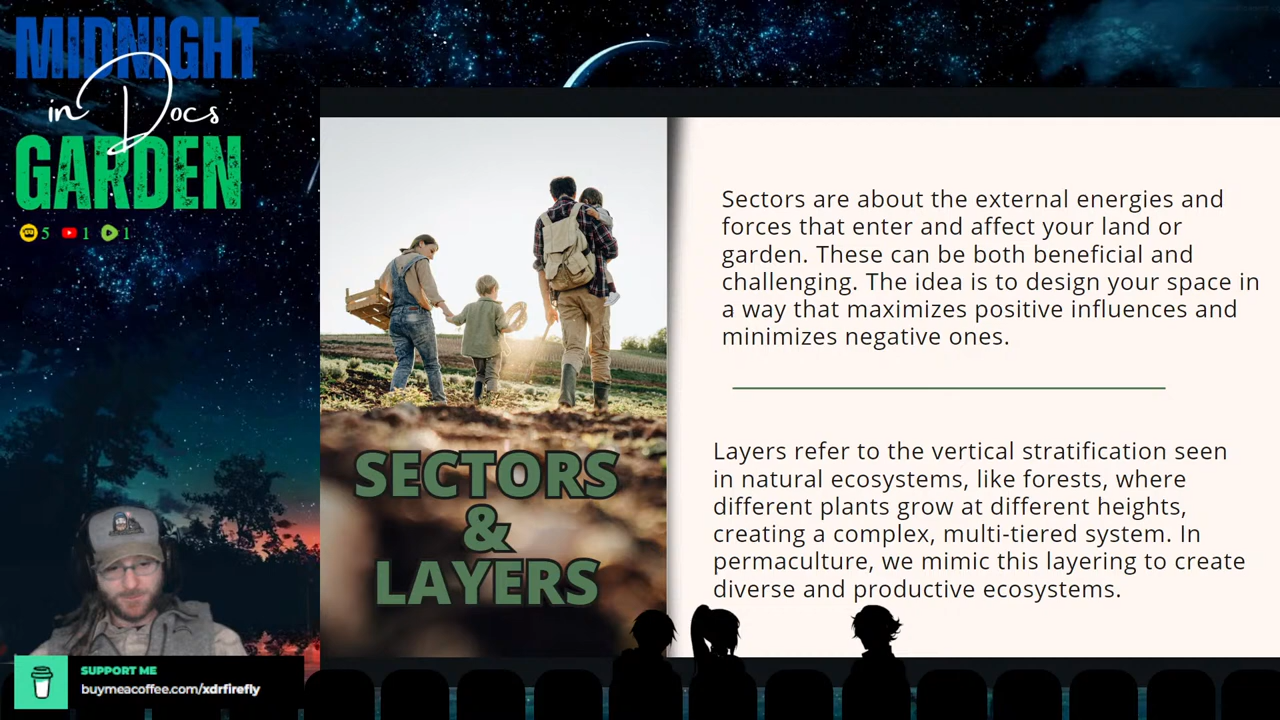 MIDNIGHT
in Docs
GARDEN
5 1 1
Sectors are about the external energies and
forces that enter and affect your land or
garden. These can be both beneficial and
challenging. The idea is to design your space in
a way that maximizes positive influences and
minimizes negative ones.
SECTORS
&
LAYERS
Layers refer to the vertical stratification seen
in natural ecosystems, like forests, where
different plants grow at different heights,
creating a complex, multi-tiered system. In
permaculture, we mimic this layering to create
diverse and productive ecosystems.
SUPPORT ME
buymeacoffee.com/xdrfirefly